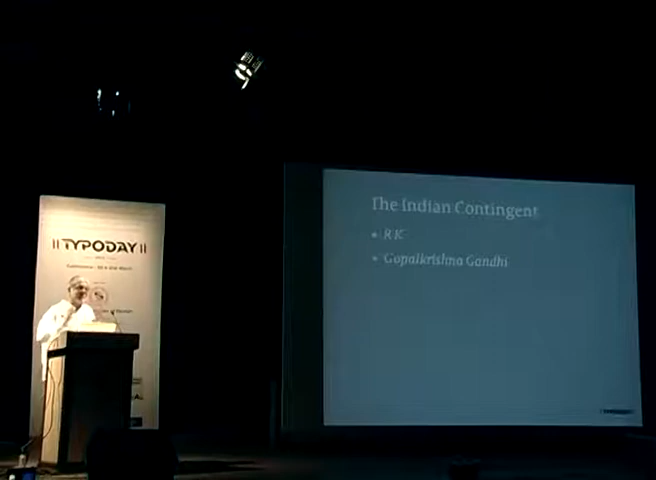 TYPODAY
The Indian Contingent
• R K
• Gopalkrishna Gandhi